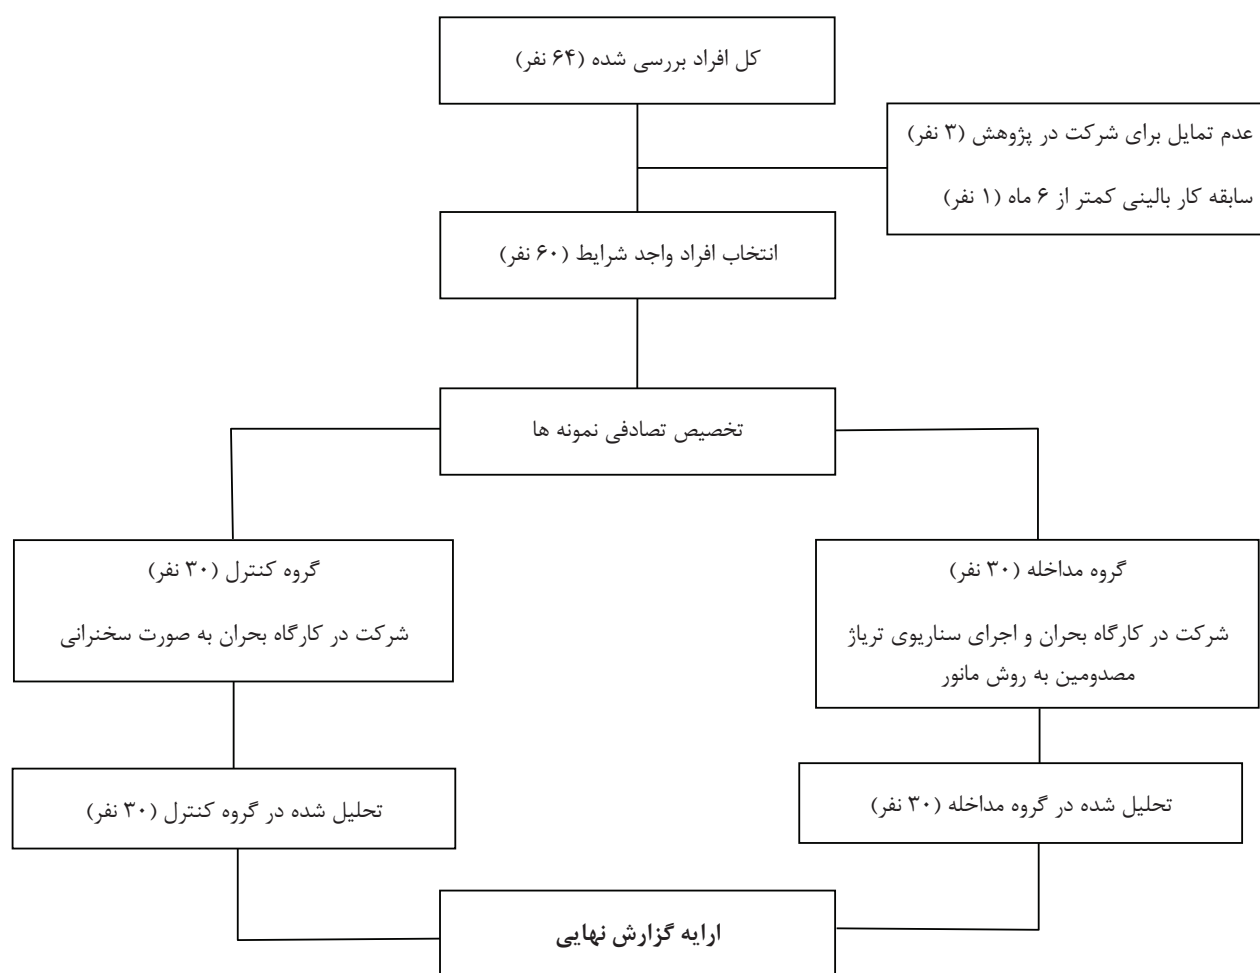 کل افراد بررسی شده (۶۴ نفر)
عدم تمایل برای شرکت در پژوهش (۳ نفر)
سابقه کار بالینی کمتر از ۶ ماه (۱ نفر)
انتخاب افراد واجد شرایط (۶۰ نفر)
تخصیص تصادفی نمونه ها
گروه مداخله (۳۰ نفر)
شرکت در کارگاه بحران و اجرای سناریوی تریاژ
مصدومین به روش مانور
گروه کنترل (۳۰ نفر)
شرکت در کارگاه بحران به صورت سخنرانی
تحلیل شده در گروه مداخله (۳۰ نفر)
تحلیل شده در گروه کنترل (۳۰ نفر)
ارایه گزارش نهایی